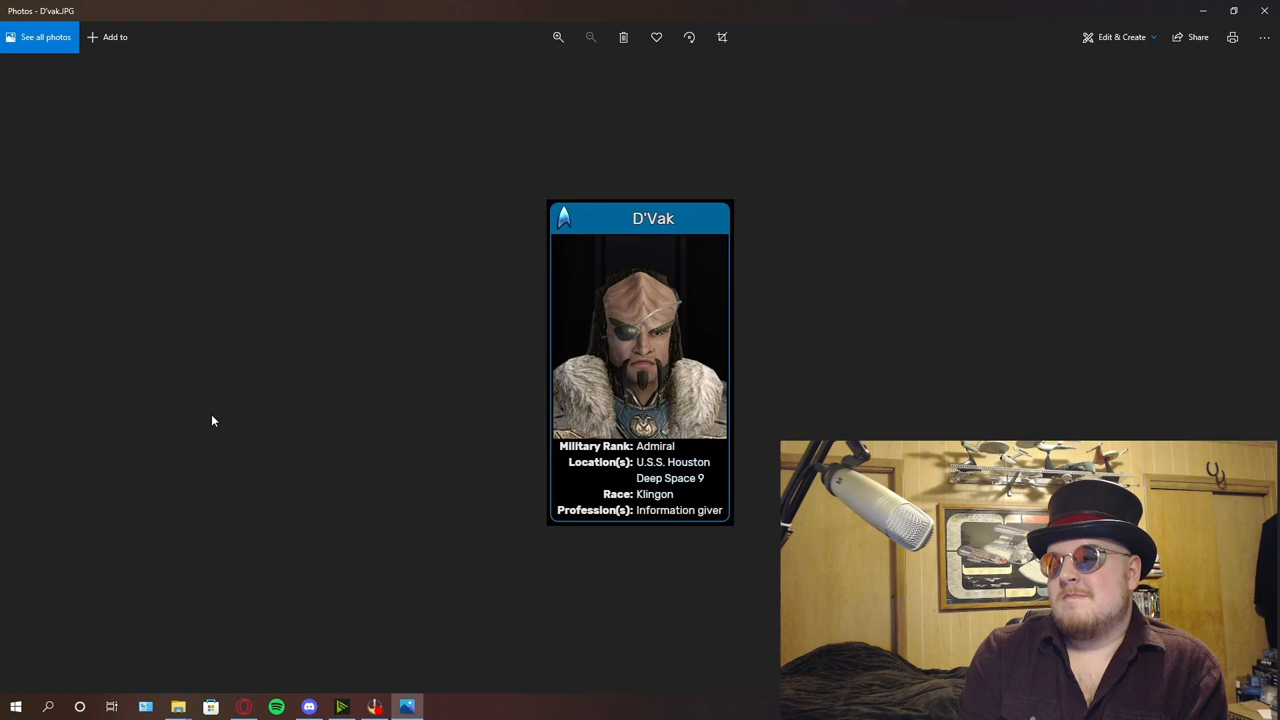 Photos - D'vak.JPG
See all photos
Add to
Edit & Create
Share
D'Vak
Military Rank: Admiral
Location(s): U.S.S. Houston
Deep Space 9
Race: Klingon
Profession(s): Information giver